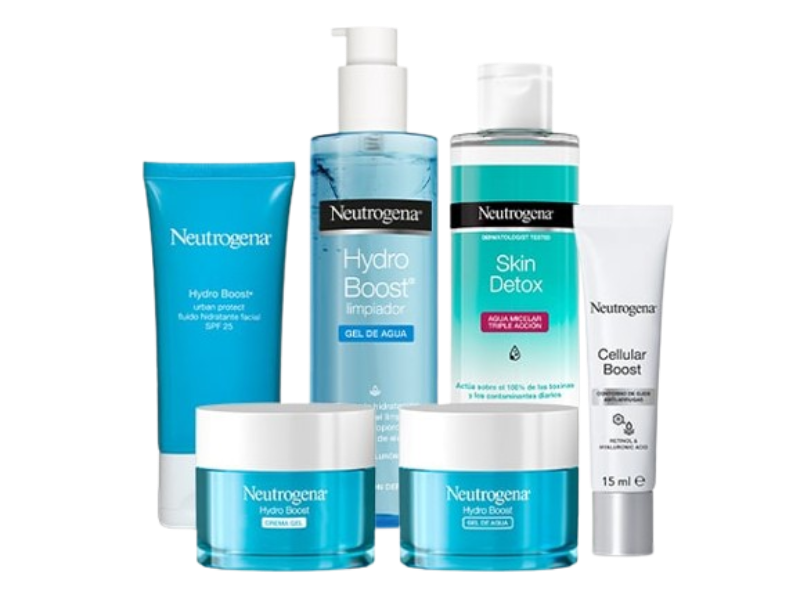 Neutrogena®
Hydro Boost®
urban protect
fluido hidratante facial
SPF 25
Neutrogena®
Hydro
Boost®
limpiador
GEL DE AGUA
Neutrogena®
DERMATOLOGIST TESTED
Skin
Detox
AGUA MICELAR
TRIPLE ACCIÓN
Actúa sobre el 100% de las toxinas
y los contaminantes diarios
Neutrogena®
Cellular
Boost
CONTORNO DE OJOS
ANTI-ARRUGAS
RETINOL &
HYALURONIC ACID
15 ml ℮
Neutrogena®
Hydro Boost
CREMA GEL
Neutrogena®
Hydro Boost
GEL DE AGUA